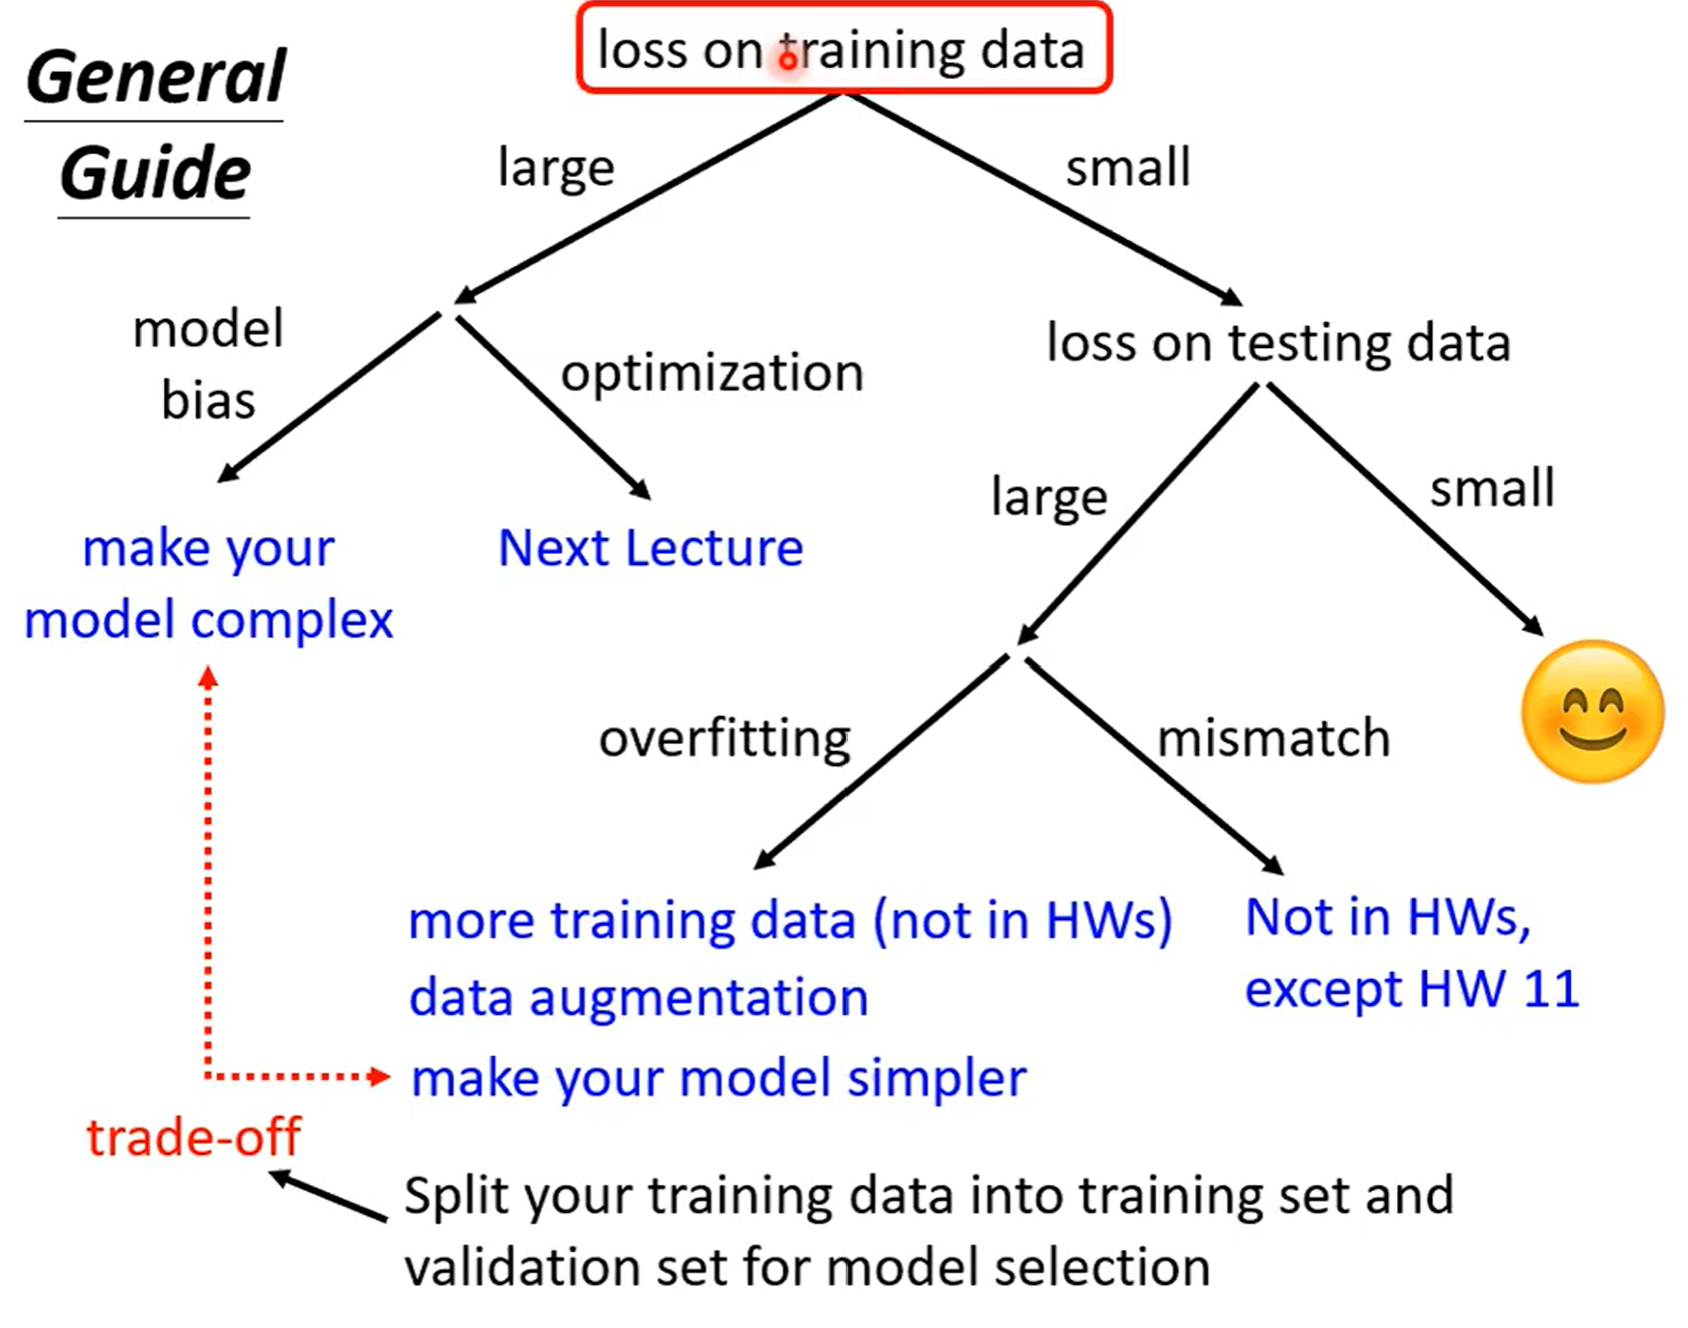 General
Guide
loss on training data
large
small
model
bias
optimization
loss on testing data
make your
model complex
Next Lecture
large
small
overfitting
mismatch
more training data (not in HWs)
data augmentation
make your model simpler
Not in HWs,
except HW 11
trade-off
Split your training data into training set and
validation set for model selection